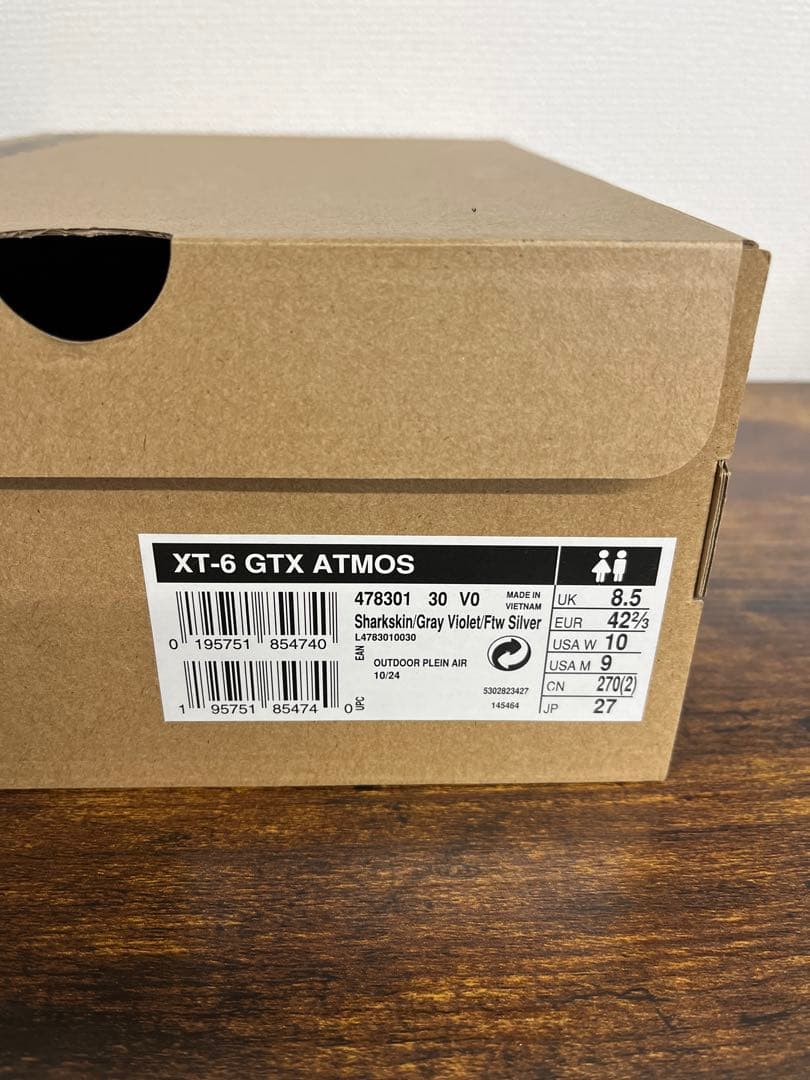 XT-6 GTX ATMOS
478301 30 V0
MADE IN
VIETNAM
Sharkskin/Gray Violet/Ftw Silver
L4783010030
0 195751 854740
EAN
OUTDOOR PLEIN AIR
10/24
5302823427
145464
1 95751 85474 0
UPC
UK 8.5
EUR 42⅔
USA W 10
USA M 9
CN 270(2)
JP 27